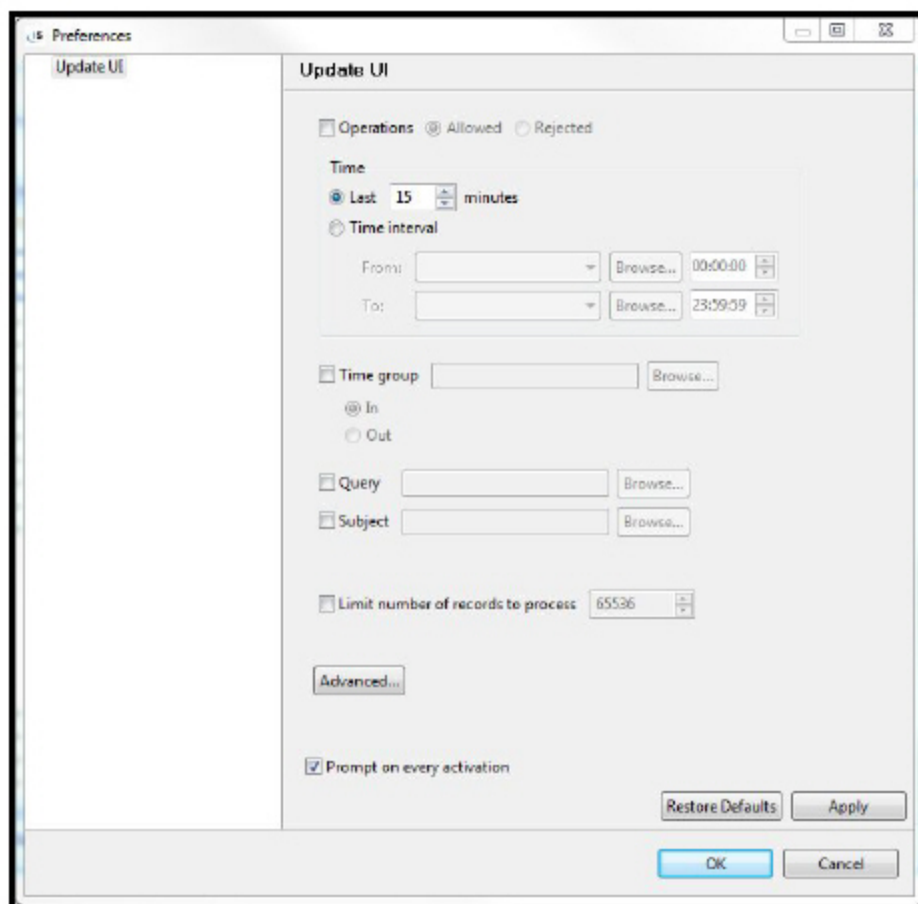 Preferences
Update UI
Update UI
Operations Allowed Rejected
Time
Last 15 minutes
Time interval
From: Browse... 00:00:00
To: Browse... 23:59:59
Time group Browse...
In
Out
Query Browse...
Subject Browse...
Limit number of records to process 65536
Advanced...
Prompt on every activation
Restore Defaults Apply
OK Cancel